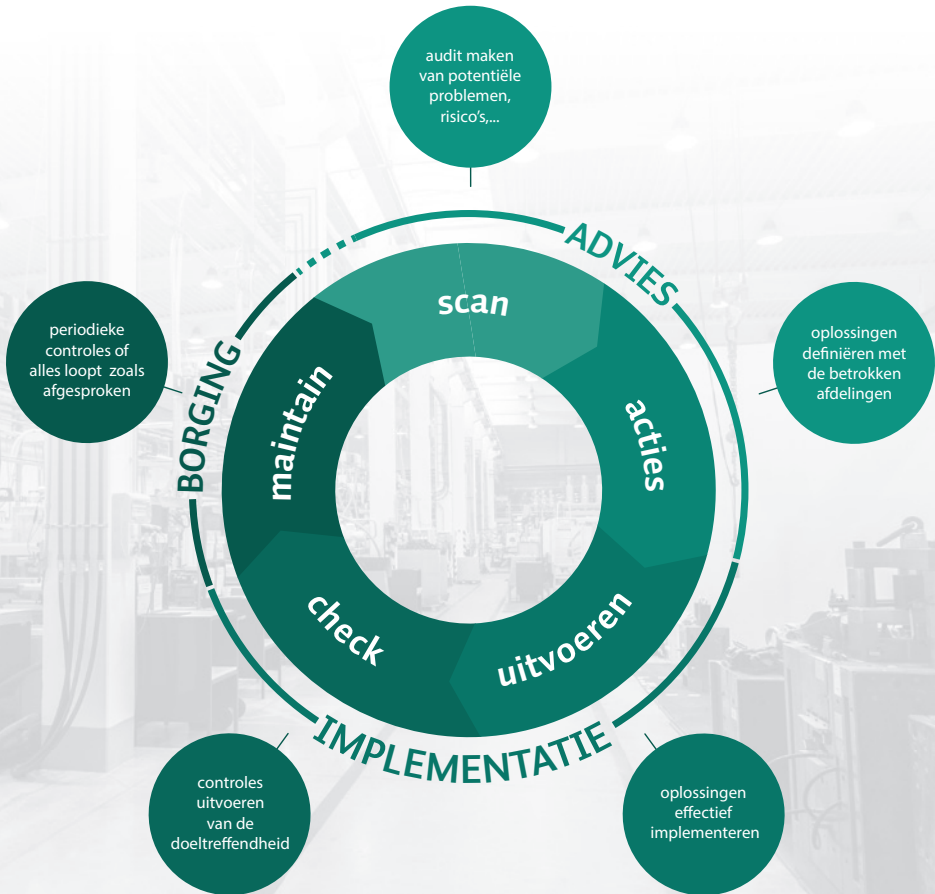 audit maken
van potentiële
problemen,
risico's,...
ADVIES
scan
oplossingen
definiëren met
de betrokken
afdelingen
acties
uitvoeren
oplossingen
effectief
implementeren
IMPLEMENTATIE
check
controles
uitvoeren
van de
doeltreffendheid
BORGING
maintain
periodieke
controles of
alles loopt zoals
afgesproken